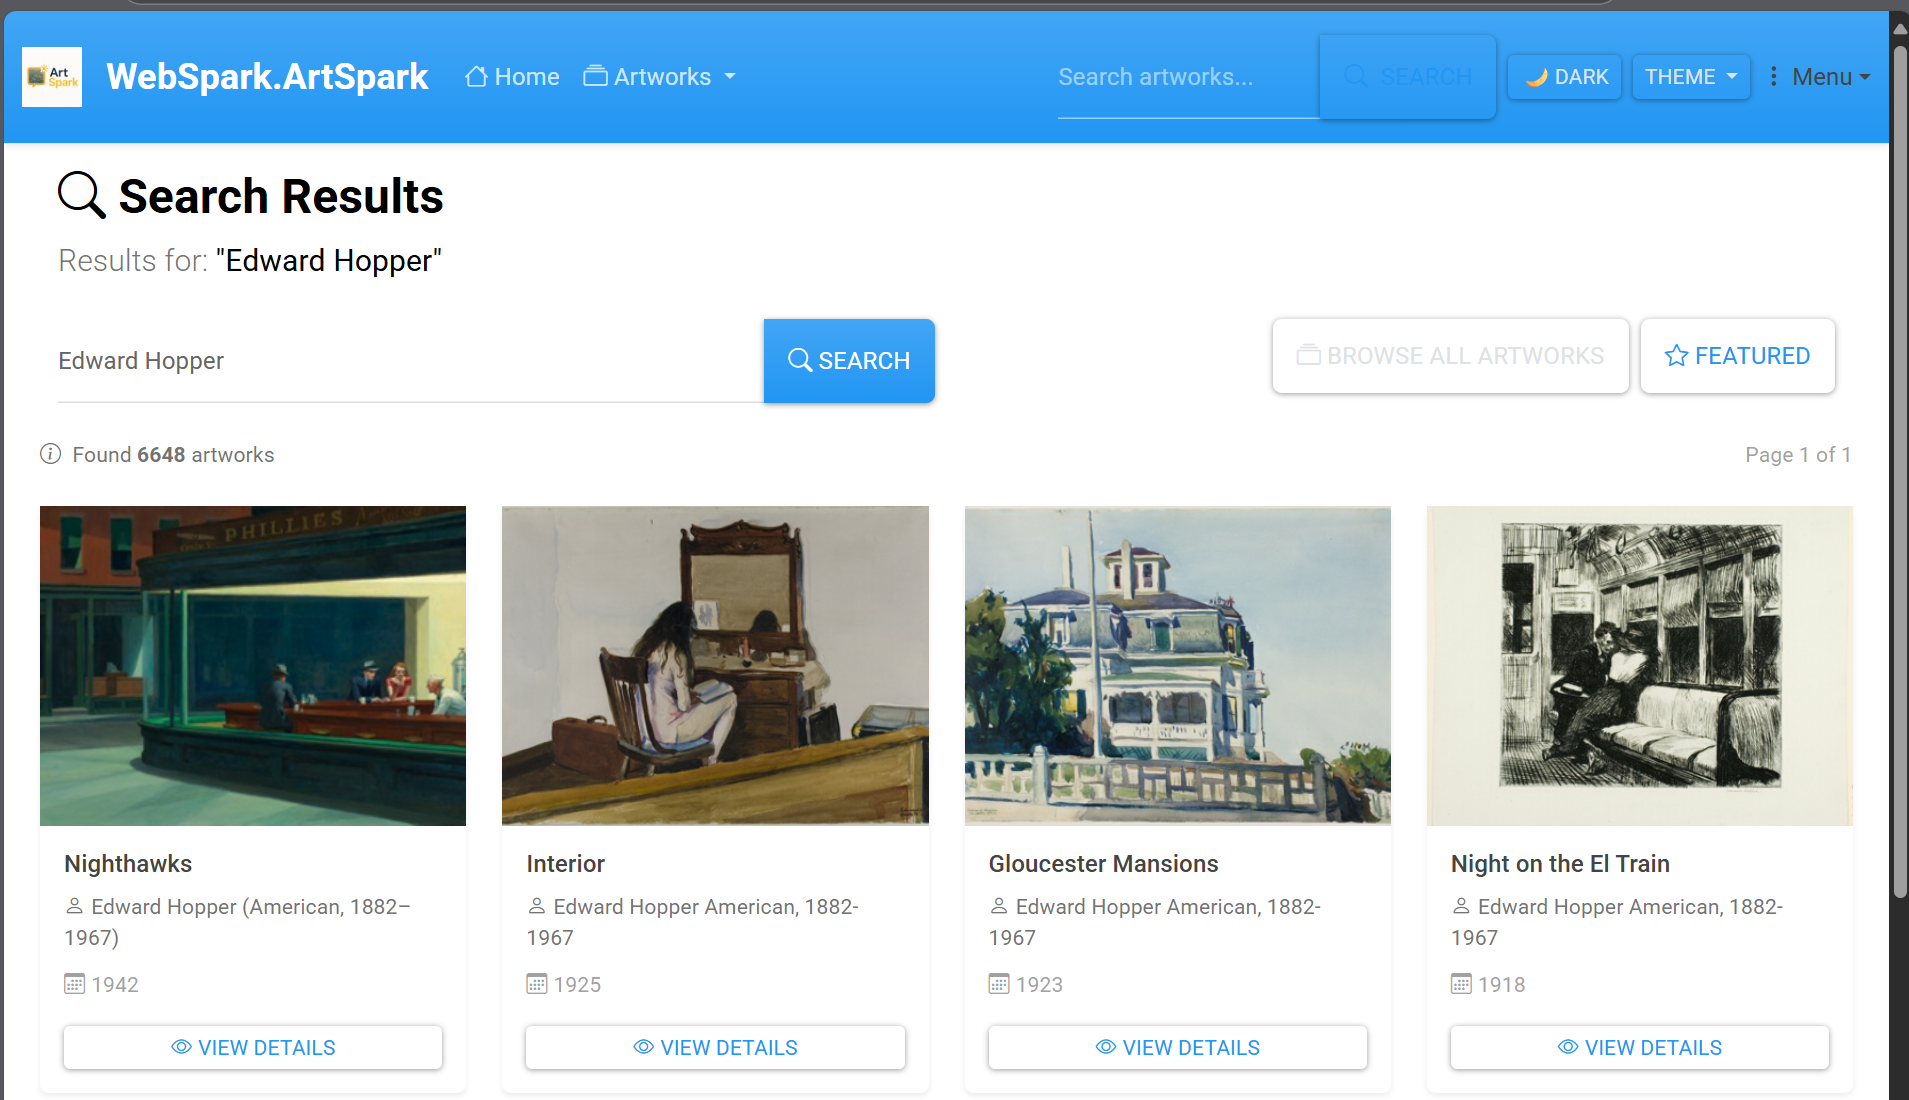 Art
Spark
WebSpark.ArtSpark
Home
Artworks
Search artworks...
SEARCH
DARK
THEME
Menu
Search Results
Results for: "Edward Hopper"
Edward Hopper
SEARCH
BROWSE ALL ARTWORKS
FEATURED
Found 6648 artworks
Page 1 of 1
PHILLIES
Nighthawks
Edward Hopper (American, 1882–
1967)
1942
VIEW DETAILS
Interior
Edward Hopper American, 1882-
1967
1925
VIEW DETAILS
Gloucester Mansions
Edward Hopper American, 1882-
1967
1923
VIEW DETAILS
Night on the El Train
Edward Hopper American, 1882-
1967
1918
VIEW DETAILS